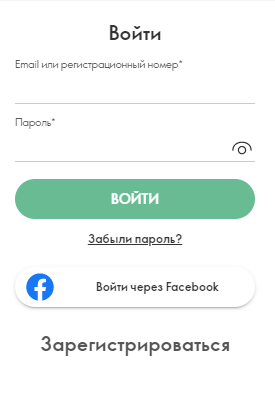 Войти
Email или регистрационный номер*
Пароль*
ВОЙТИ
Забыли пароль?
Войти через Facebook
Зарегистрироваться